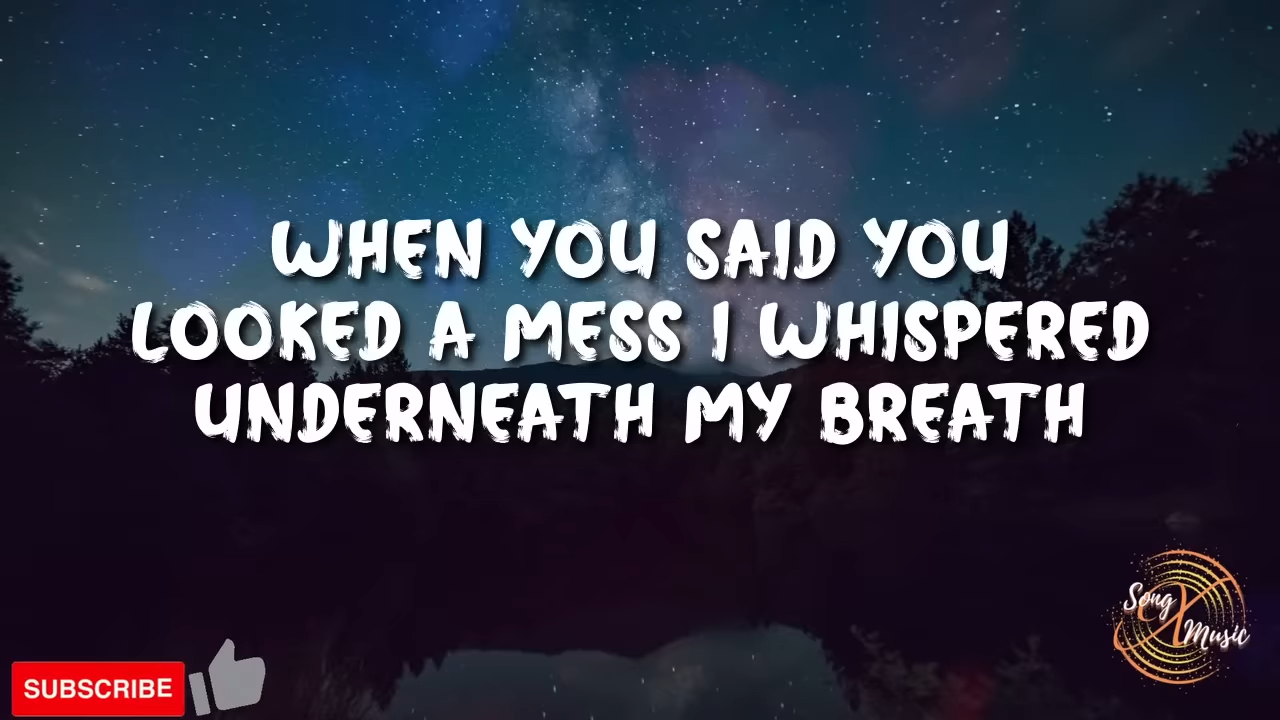 WHEN YOU SAID YOU
LOOKED A MESS I WHISPERED
UNDERNEATH MY BREATH
Song X Music
SUBSCRIBE